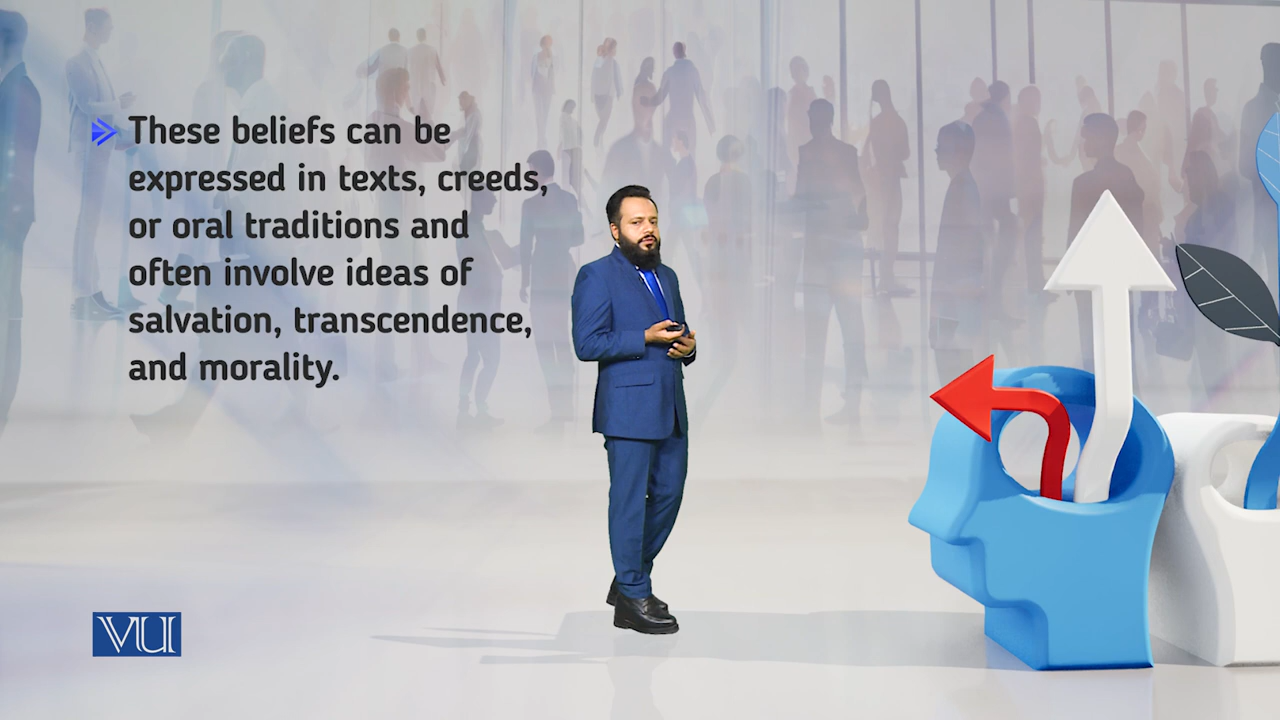 These beliefs can be
expressed in texts, creeds,
or oral traditions and
often involve ideas of
salvation, transcendence,
and morality.
VU